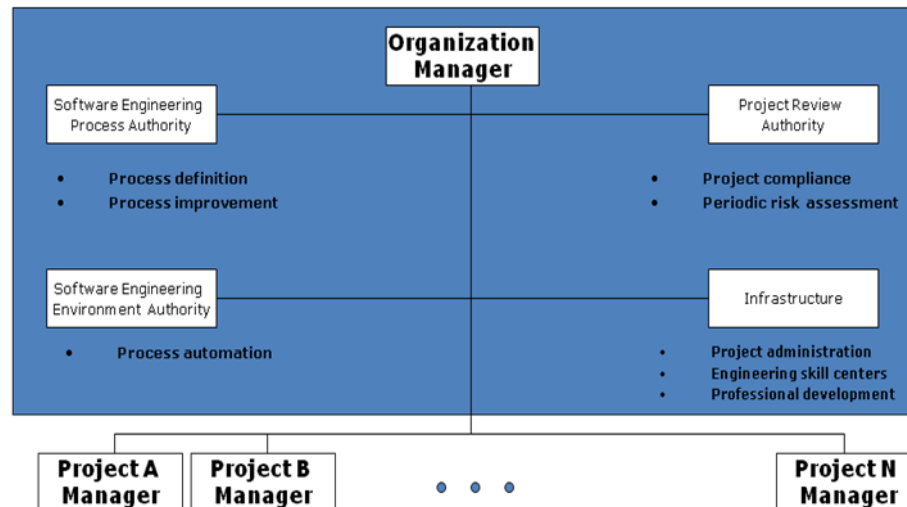 Organization
Manager
Software Engineering
Process Authority
Project Review
Authority
• Process definition
• Process improvement
• Project compliance
• Periodic risk assessment
Software Engineering
Environment Authority
Infrastructure
• Process automation
• Project administration
• Engineering skill centers
• Professional development
Project A
Manager
Project B
Manager
• • •
Project N
Manager